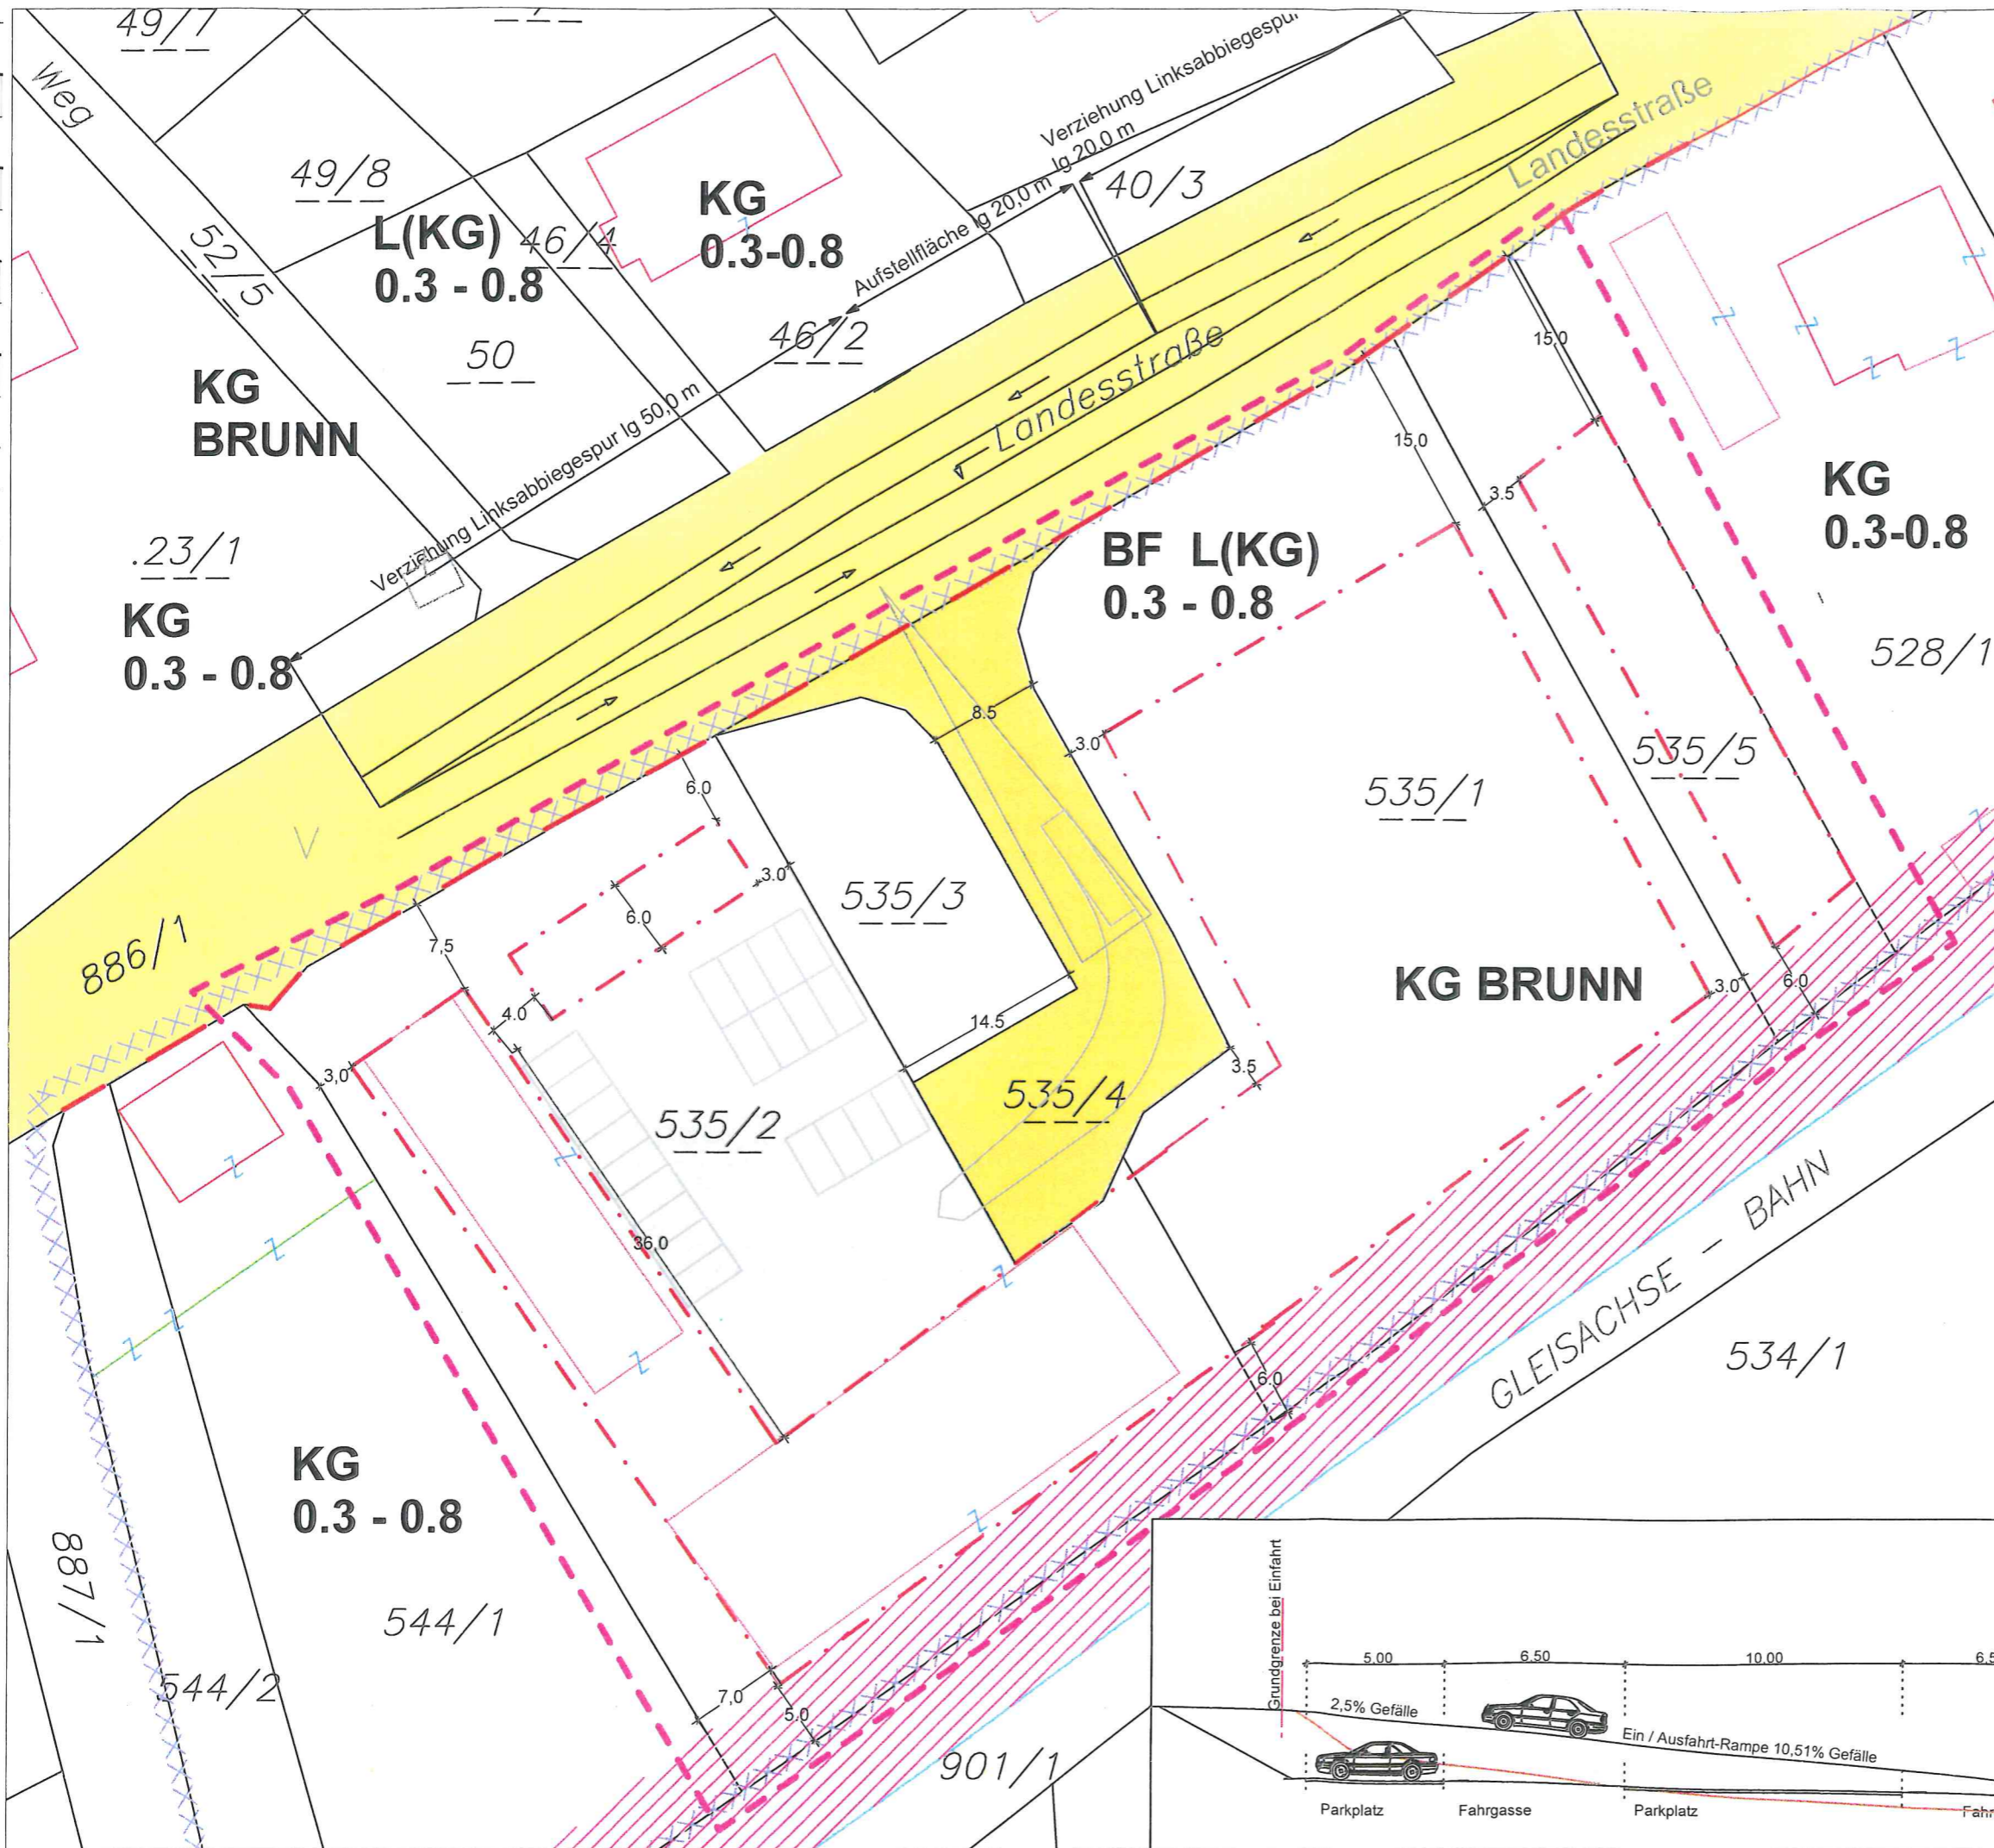 49/7
Weg
49/8
52/5
L(KG)
0.3 - 0.8
46/4
KG
0.3-0.8
Verziehung Linksabbiegespur
lg 20,0 m
Aufstellfläche lg 20,0 m
40/3
Landesstraße
46/2
50
KG
BRUNN
Verziehung Linksabbiegespur lg 50,0 m
Landesstraße
15,0
15,0
3.5
.23/1
KG
0.3 - 0.8
BF L(KG)
0.3 - 0.8
KG
0.3-0.8
528/1
8.5
3.0
6.0
3.0
6.0
535/3
535/1
535/5
886/1
7,5
4.0
3,0
14.5
535/2
535/4
3.5
KG BRUNN
3.0
6.0
36.0
6.0
GLEISACHSE - BAHN
534/1
KG
0.3 - 0.8
887/1
544/1
544/2
7,0
5.0
901/1
Grundgrenze bei Einfahrt
5.00
6.50
10.00
6.5
2,5% Gefälle
Ein / Ausfahrt-Rampe 10,51% Gefälle
Parkplatz
Fahrgasse
Parkplatz
Fahr